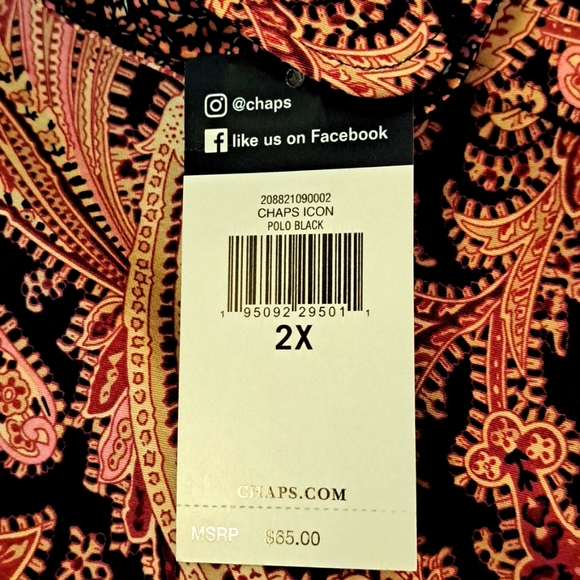 @chaps
like us on Facebook
208821090002
CHAPS ICON
POLO BLACK
1 95092 29501 1
2X
CHAPS.COM
MSRP $65.00